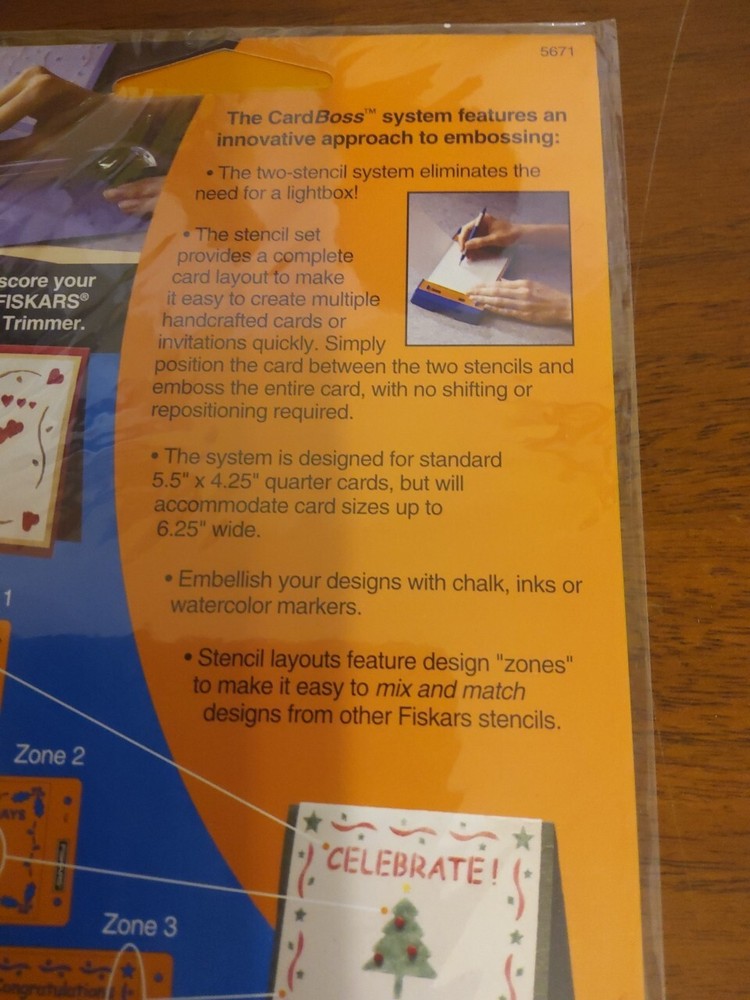 5671
The CardBoss™ system features an
innovative approach to embossing:
• The two-stencil system eliminates the
need for a lightbox!
• The stencil set
provides a complete
card layout to make
it easy to create multiple
handcrafted cards or
invitations quickly. Simply
position the card between the two stencils and
emboss the entire card, with no shifting or
repositioning required.
• The system is designed for standard
5.5" x 4.25" quarter cards, but will
accommodate card sizes up to
6.25" wide.
• Embellish your designs with chalk, inks or
watercolor markers.
• Stencil layouts feature design "zones"
to make it easy to mix and match
designs from other Fiskars stencils.
score your
FISKARS®
Trimmer.
1
Zone 2
AYS
Zone 3
Congratulations
CELEBRATE!